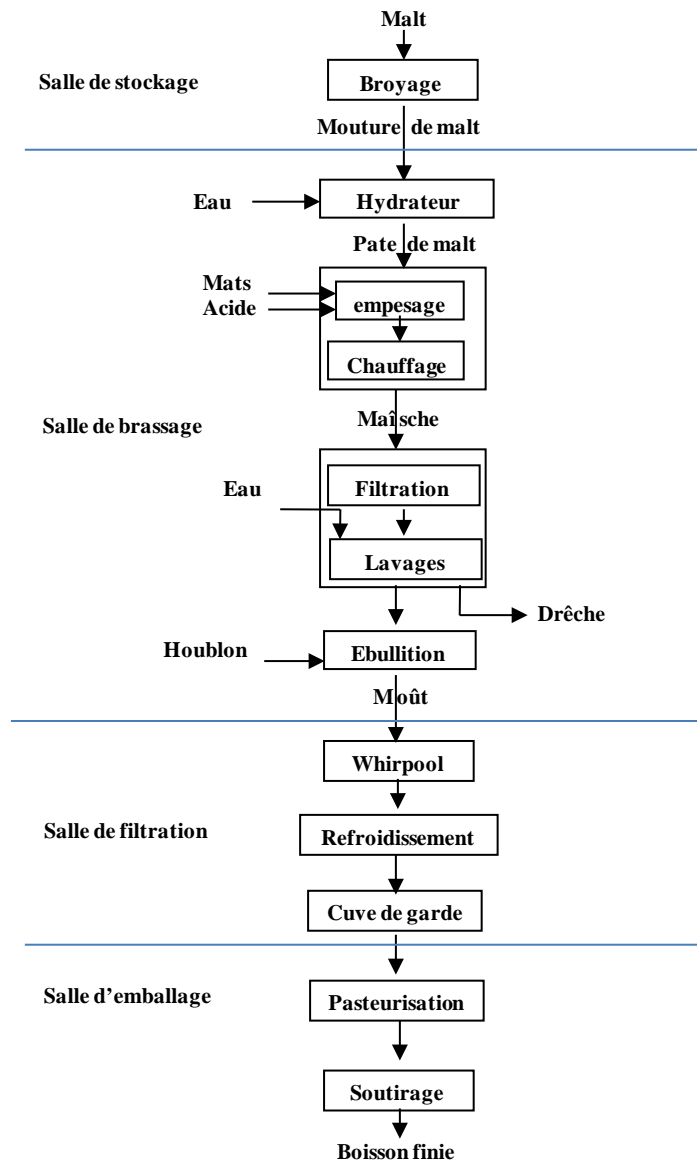 Malt
Salle de stockage
Broyage
Mouture de malt
Eau
Hydrateur
Pate de malt
Mats
Acide
empesage
Chauffage
Maîsche
Salle de brassage
Eau
Filtration
Lavages
Drêche
Houblon
Ebullition
Moût
Whirpool
Salle de filtration
Refroidissement
Cuve de garde
Salle d’emballage
Pasteurisation
Soutirage
Boisson finie